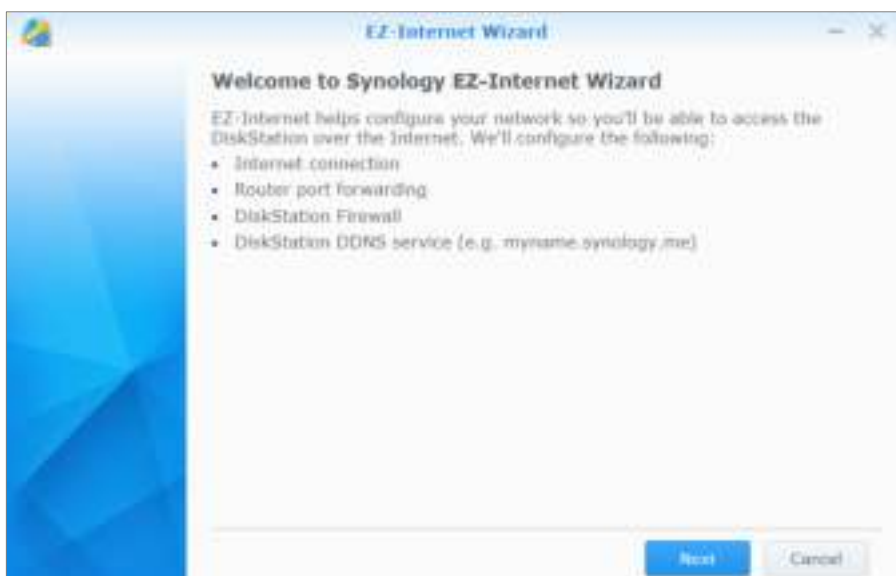 EZ-Internet Wizard
Welcome to Synology EZ-Internet Wizard
EZ-Internet helps configure your network so you'll be able to access the
DiskStation over the Internet. We'll configure the following:
• Internet connection
• Router port forwarding
• DiskStation Firewall
• DiskStation DDNS service (e.g. myname.synology.me)
Next
Cancel